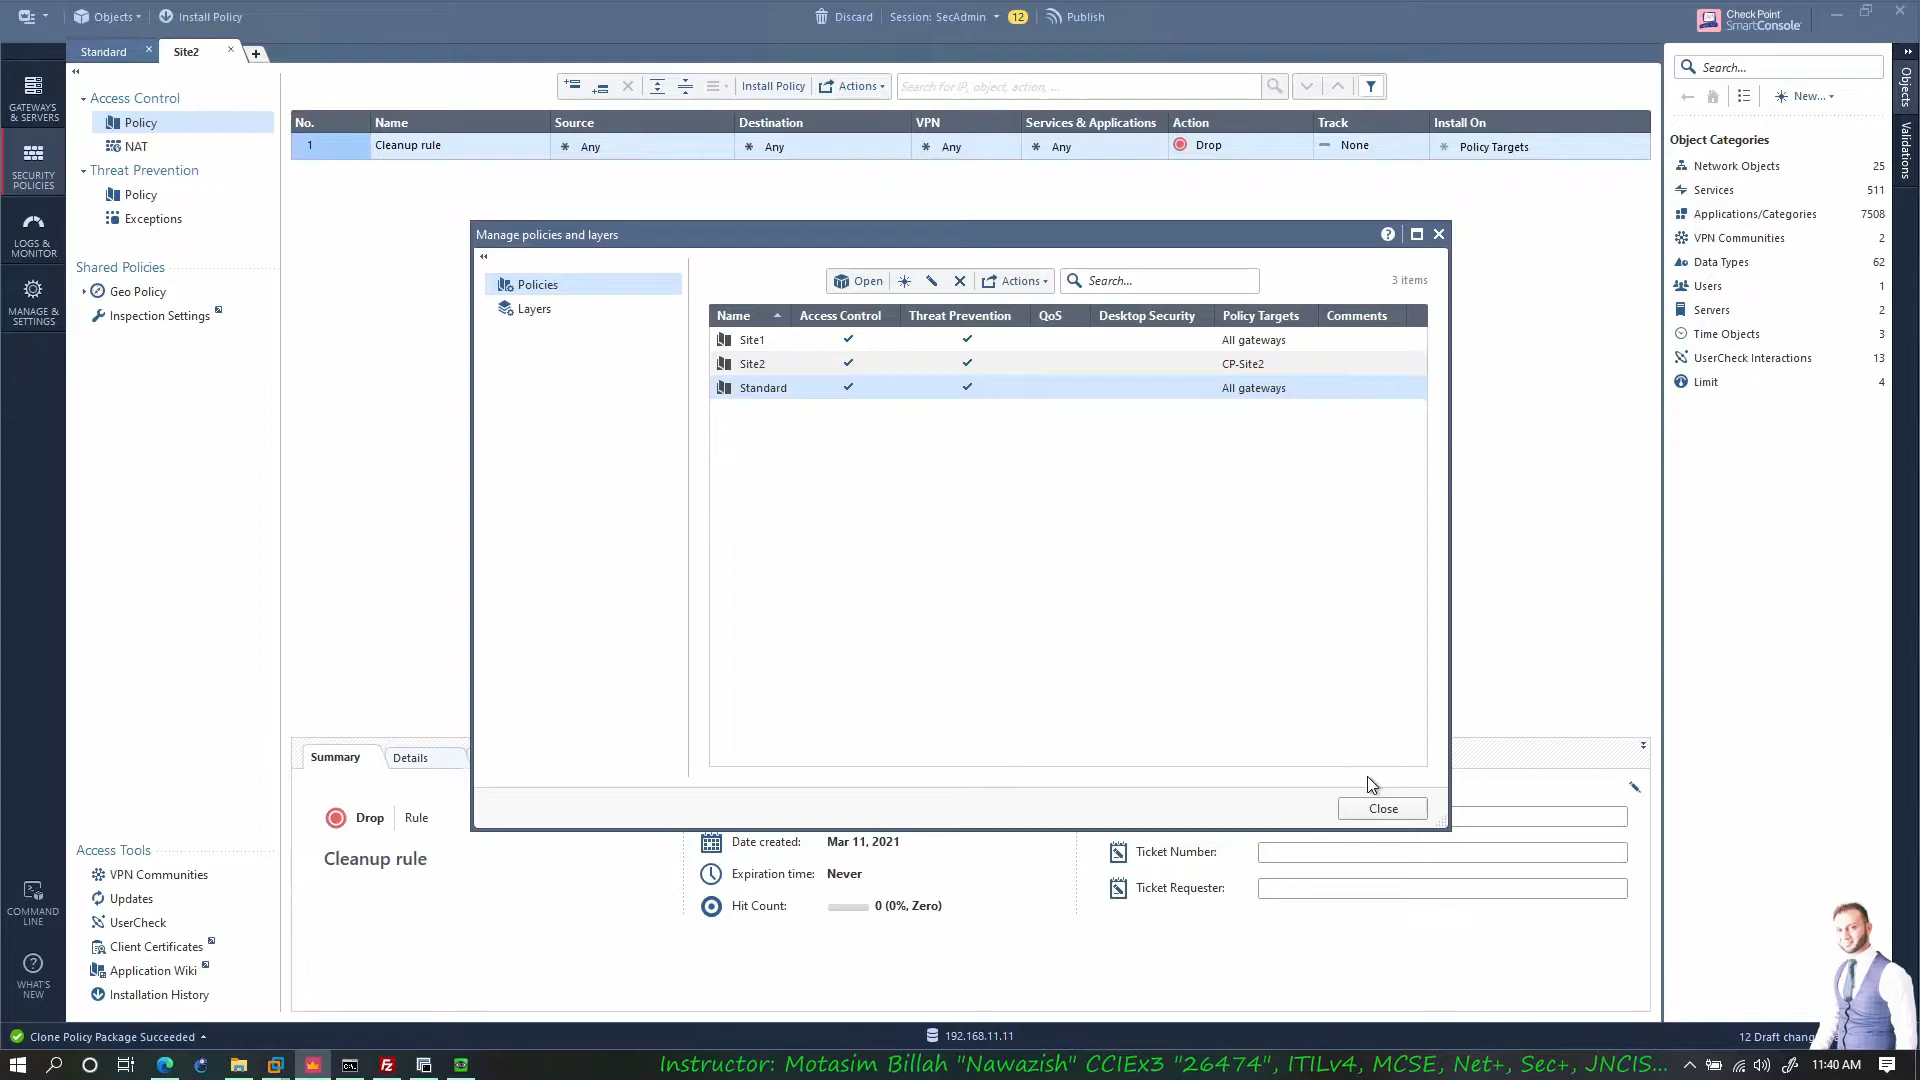 Objects
Install Policy
Discard
Session: SecAdmin
12
Publish
Check Point
SmartConsole
Standard
Site2
GATEWAYS
& SERVERS
SECURITY
POLICIES
LOGS &
MONITOR
MANAGE &
SETTINGS
COMMAND
LINE
WHAT'S
NEW
Access Control
Policy
NAT
Threat Prevention
Policy
Exceptions
Shared Policies
Geo Policy
Inspection Settings
Access Tools
VPN Communities
Updates
UserCheck
Client Certificates
Application Wiki
Installation History
Install Policy
Actions
Search for IP, object, action, ...
No. Name Source Destination VPN Services & Applications Action Track Install On
1 Cleanup rule Any Any Any Any Drop None Policy Targets
Manage policies and layers
Policies
Layers
Open
Actions
Search...
3 items
Name Access Control Threat Prevention QoS Desktop Security Policy Targets Comments
Site1 All gateways
Site2 CP-Site2
Standard All gateways
Close
Summary
Details
Drop Rule
Cleanup rule
Date created: Mar 11, 2021
Expiration time: Never
Hit Count: 0 (0%, Zero)
Ticket Number:
Ticket Requester:
Search...
New...
Object Categories
Network Objects 25
Services 511
Applications/Categories 7508
VPN Communities 2
Data Types 62
Users 1
Servers 2
Time Objects 3
UserCheck Interactions 13
Limit 4
Objects
Validations
Clone Policy Package Succeeded
192.168.11.11
12 Draft chang
Instructor: Motasim Billah "Nawazish" CCIEx3 "26474", ITILv4, MCSE, Net+, Sec+, JNCIS...
11:40 AM